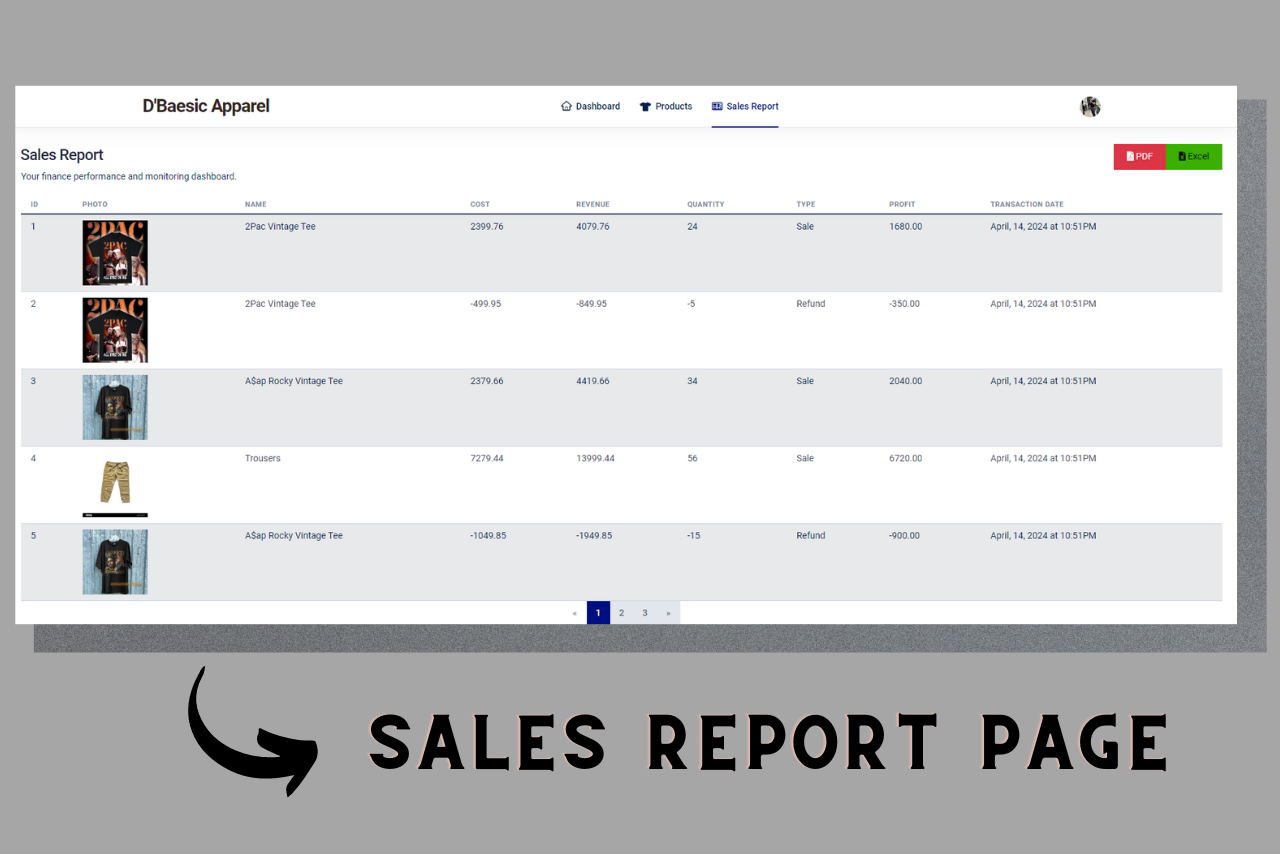 D'Baesic Apparel Dashboard Products Sales Report
Sales Report PDF Excel
Your finance performance and monitoring dashboard.
ID PHOTO NAME COST REVENUE QUANTITY TYPE PROFIT TRANSACTION DATE
1 2PAC 2PAC 2Pac Vintage Tee 2399.76 4079.76 24 Sale 1680.00 April, 14, 2024 at 10:51PM
2 2PAC 2PAC 2Pac Vintage Tee -499.95 -849.95 -5 Refund -350.00 April, 14, 2024 at 10:51PM
3 A$ap Rocky Vintage Tee 2379.66 4419.66 34 Sale 2040.00 April, 14, 2024 at 10:51PM
4 Trousers 7279.44 13999.44 56 Sale 6720.00 April, 14, 2024 at 10:51PM
5 A$ap Rocky Vintage Tee -1049.85 -1949.85 -15 Refund -900.00 April, 14, 2024 at 10:51PM
« 1 2 3 »
SALES REPORT PAGE